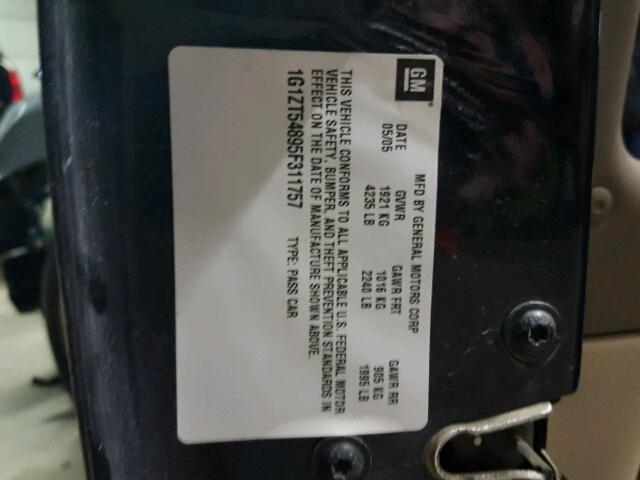 GM
MFD BY GENERAL MOTORS CORP
DATE GVWR GAWR FRT GAWR RR
05/05 1921 KG 1016 KG 905 KG
4235 LB 2240 LB 1995 LB
THIS VEHICLE CONFORMS TO ALL APPLICABLE U.S. FEDERAL MOTOR
VEHICLE SAFETY, BUMPER, AND THEFT PREVENTION STANDARDS IN
EFFECT ON THE DATE OF MANUFACTURE SHOWN ABOVE.
1G1ZT54895F311757 TYPE: PASS CAR